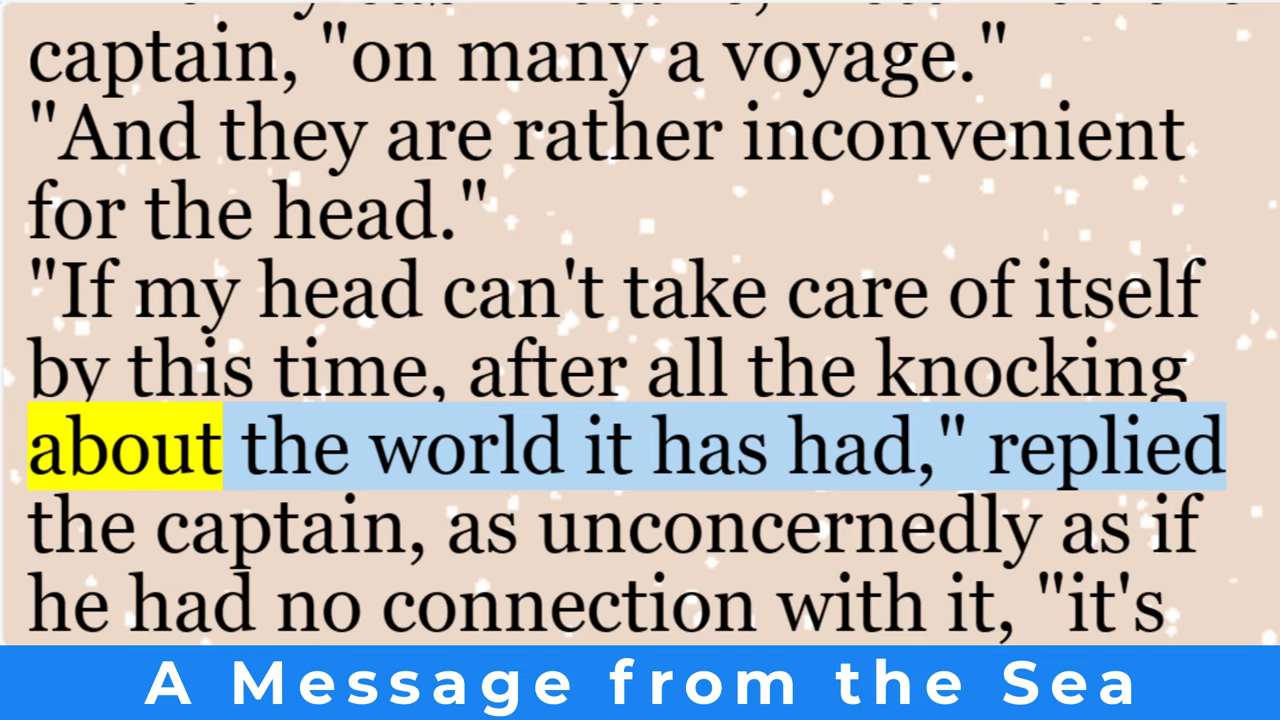 captain, "on many a voyage."
"And they are rather inconvenient
for the head."
"If my head can't take care of itself
by this time, after all the knocking
about the world it has had," replied
the captain, as unconcernedly as if
he had no connection with it, "it's
A Message from the Sea